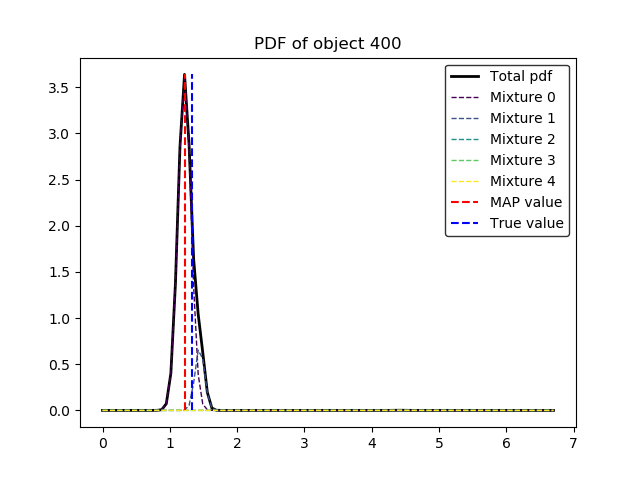 PDF of object 400
Total pdf
Mixture 0
Mixture 1
Mixture 2
Mixture 3
Mixture 4
MAP value
True value
3.5
3.0
2.5
2.0
1.5
1.0
0.5
0.0
0 1 2 3 4 5 6 7